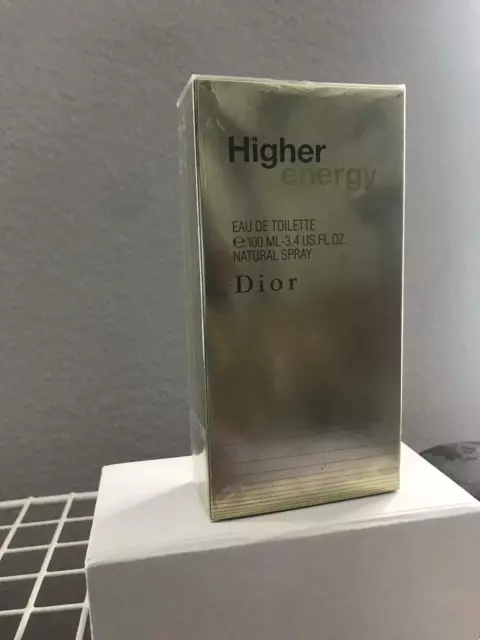 Higher
energy
EAU DE TOILETTE
℮ 100 ML-3.4 US.FL.OZ.
NATURAL SPRAY
Dior